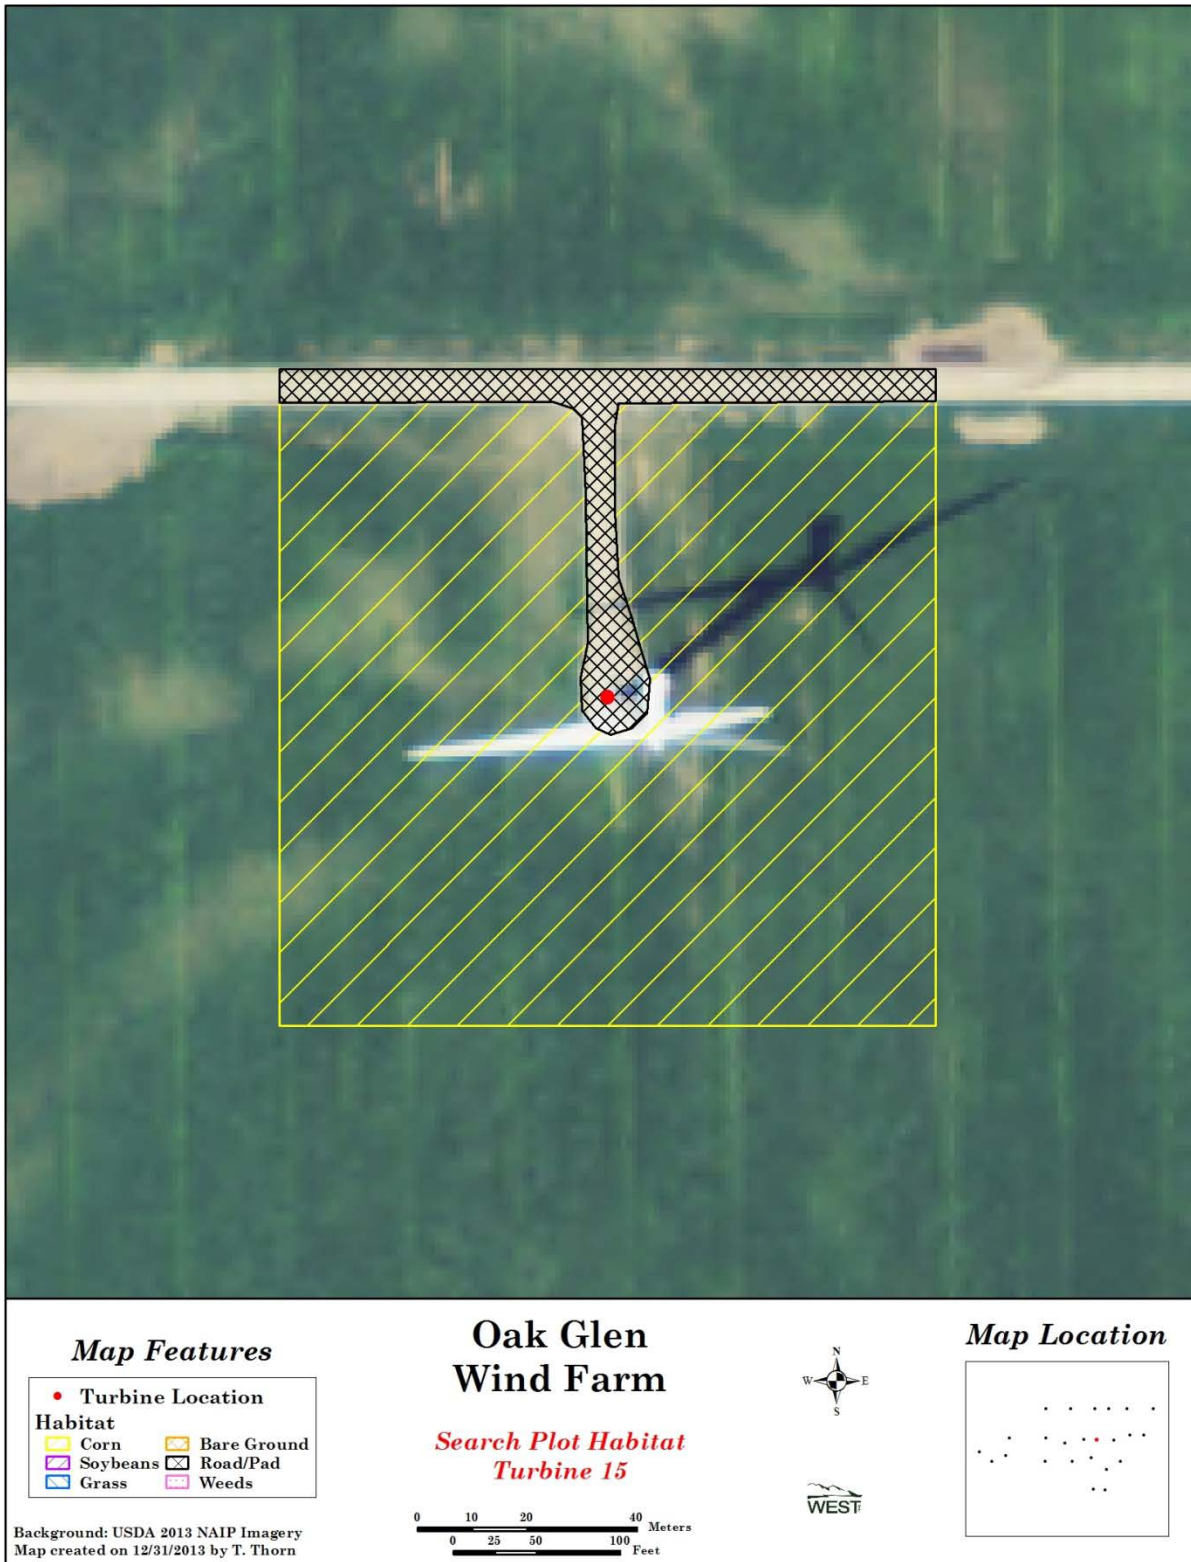 Map Features
Turbine Location
Habitat
Corn
Bare Ground
Soybeans
Road/Pad
Grass
Weeds
Background: USDA 2013 NAIP Imagery
Map created on 12/31/2013 by T. Thorn
Oak Glen
Wind Farm
Search Plot Habitat
Turbine 15
0 10 20 40 Meters
0 25 50 100 Feet
N
W E
S
WEST
Map Location